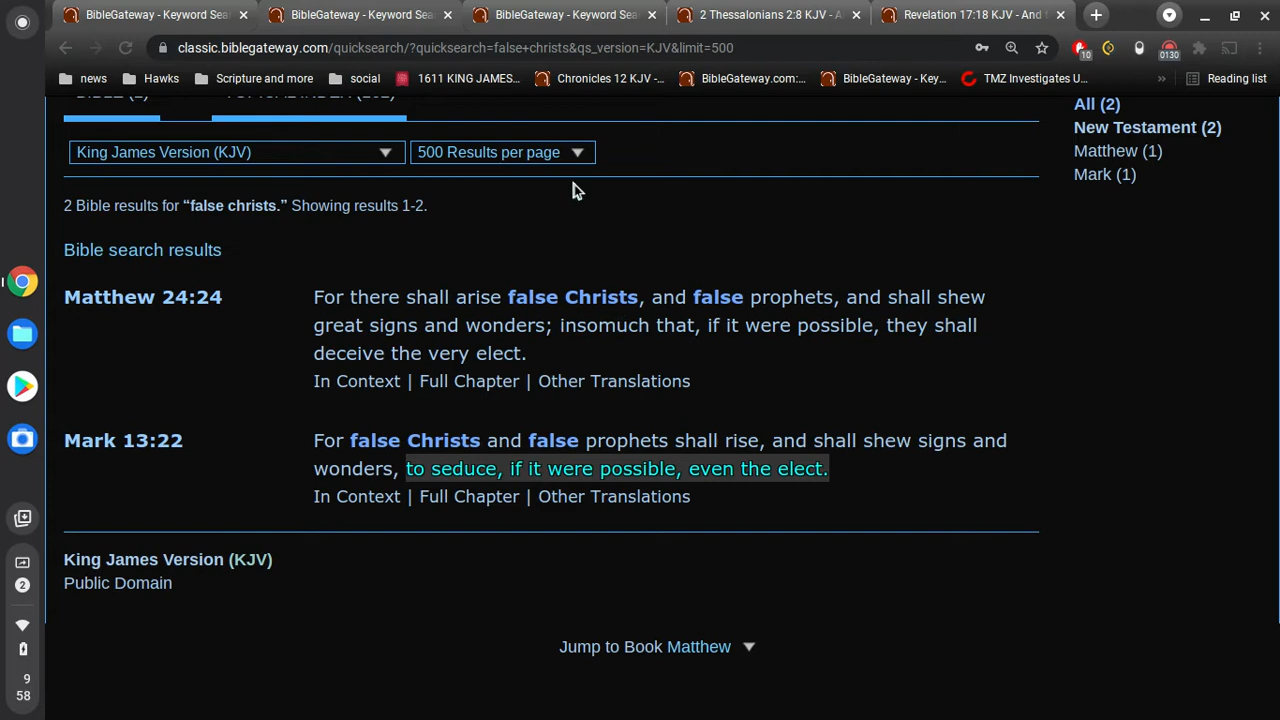 BibleGateway - Keyword Sea
BibleGateway - Keyword Sea
BibleGateway - Keyword Sea
2 Thessalonians 2:8 KJV - A
Revelation 17:18 KJV - And
classic.biblegateway.com/quicksearch/?quicksearch=false+christs&qs_version=KJV&limit=500
10
0130
news
Hawks
Scripture and more
social
1611 KING JAMES...
Chronicles 12 KJV -...
BibleGateway.com:...
BibleGateway - Key...
TMZ Investigates U...
»
Reading list
King James Version (KJV)
500 Results per page
2 Bible results for “false christs.” Showing results 1-2.
Bible search results
Matthew 24:24
For there shall arise false Christs, and false prophets, and shall shew
great signs and wonders; insomuch that, if it were possible, they shall
deceive the very elect.
In Context | Full Chapter | Other Translations
Mark 13:22
For false Christs and false prophets shall rise, and shall shew signs and
wonders, to seduce, if it were possible, even the elect.
In Context | Full Chapter | Other Translations
King James Version (KJV)
Public Domain
Jump to Book Matthew
All (2)
New Testament (2)
Matthew (1)
Mark (1)
2
9
58